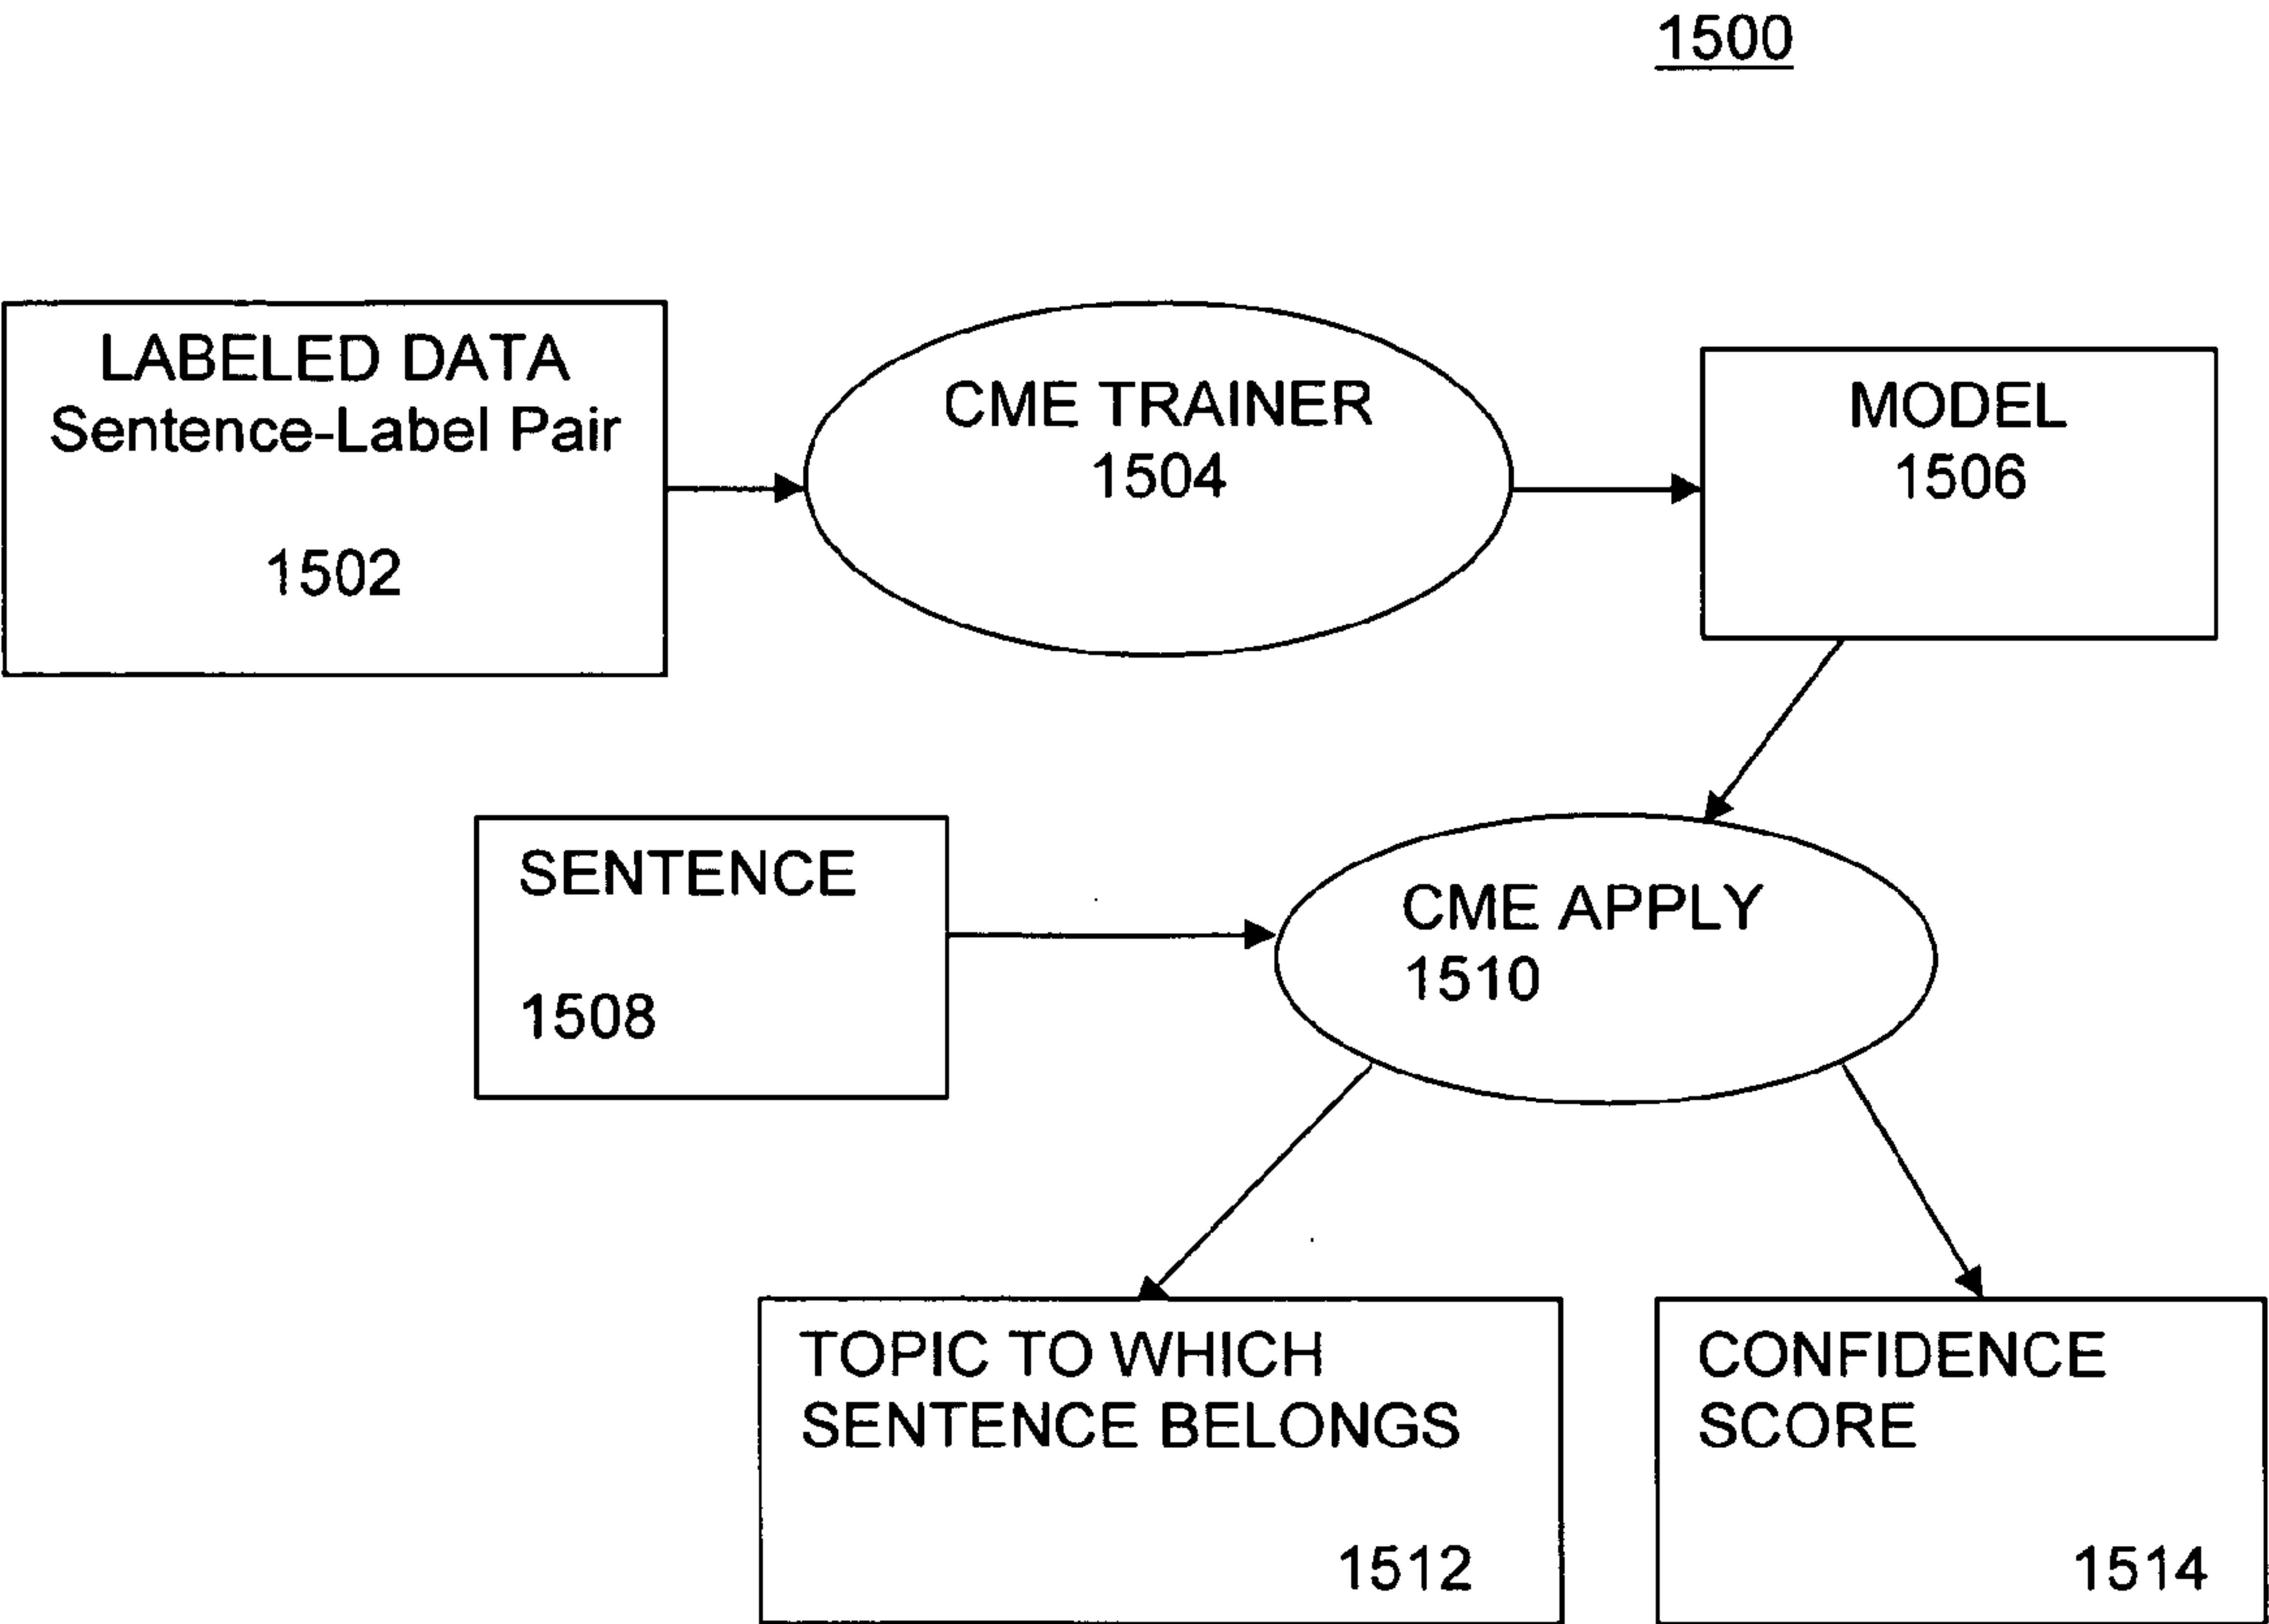 1500
LABELED DATA
Sentence-Label Pair
1502
CME TRAINER
1504
MODEL
1506
SENTENCE
1508
CME APPLY
1510
TOPIC TO WHICH
SENTENCE BELONGS
1512
CONFIDENCE
SCORE
1514